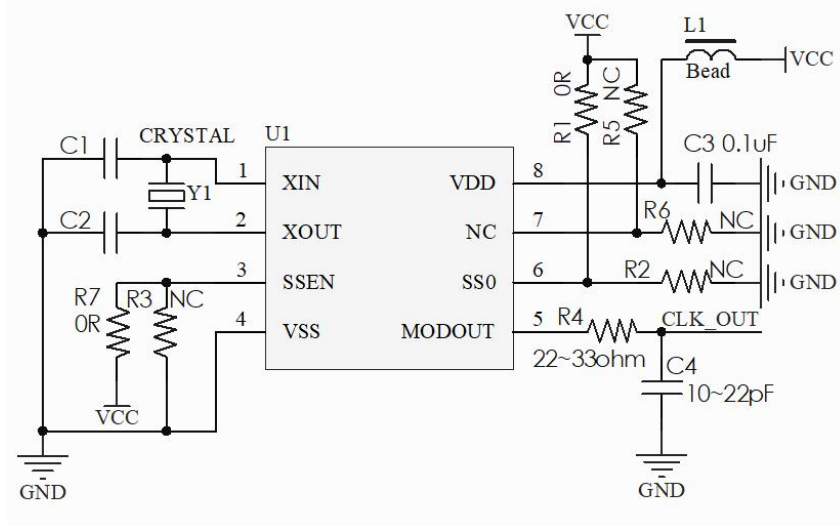 VCC
L1
VCC
Bead
R1 0R
R5 NC
C1
CRYSTAL
U1
C3 0.1uF
1
XIN
VDD
8
GND
Y1
C2
2
XOUT
NC
7
R6
NC
GND
3
SSEN
SS0
6
R2
NC
GND
R7
0R
R3
NC
4
VSS
MODOUT
5
R4
CLK_OUT
22~33ohm
C4
10~22pF
VCC
GND
GND